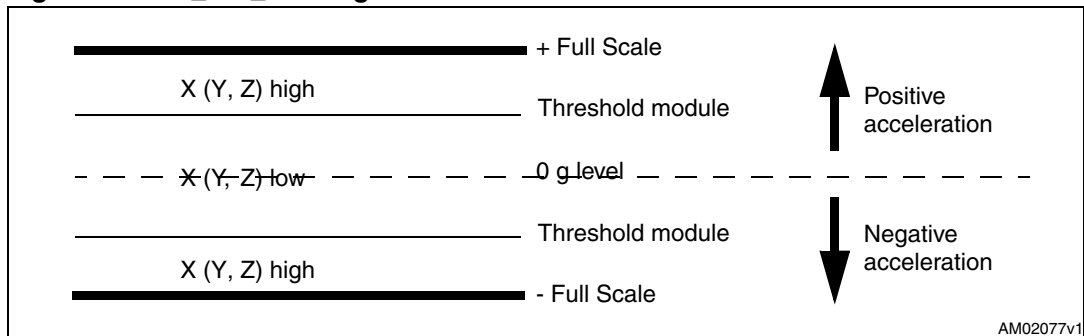 + Full Scale
X (Y, Z) high
Threshold module
Positive
acceleration
X (Y, Z) low
0 g level
Threshold module
Negative
acceleration
X (Y, Z) high
- Full Scale
AM02077v1